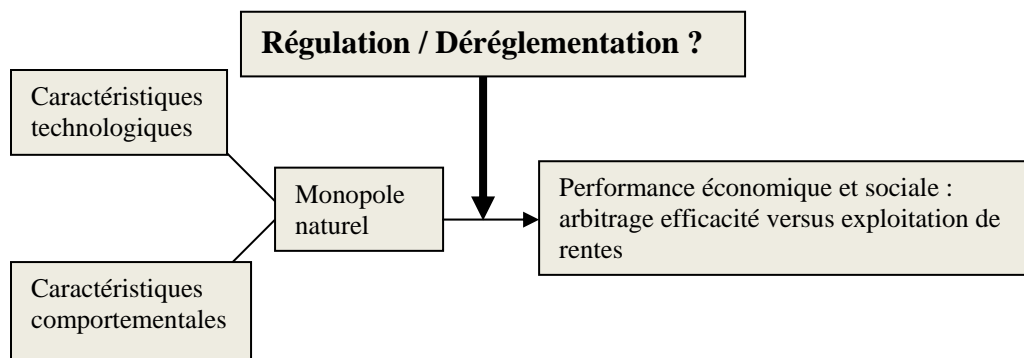 Régulation / Déréglementation ?
Caractéristiques
technologiques
Monopole
naturel
Performance économique et sociale :
arbitrage efficacité versus exploitation de
rentes
Caractéristiques
comportementales